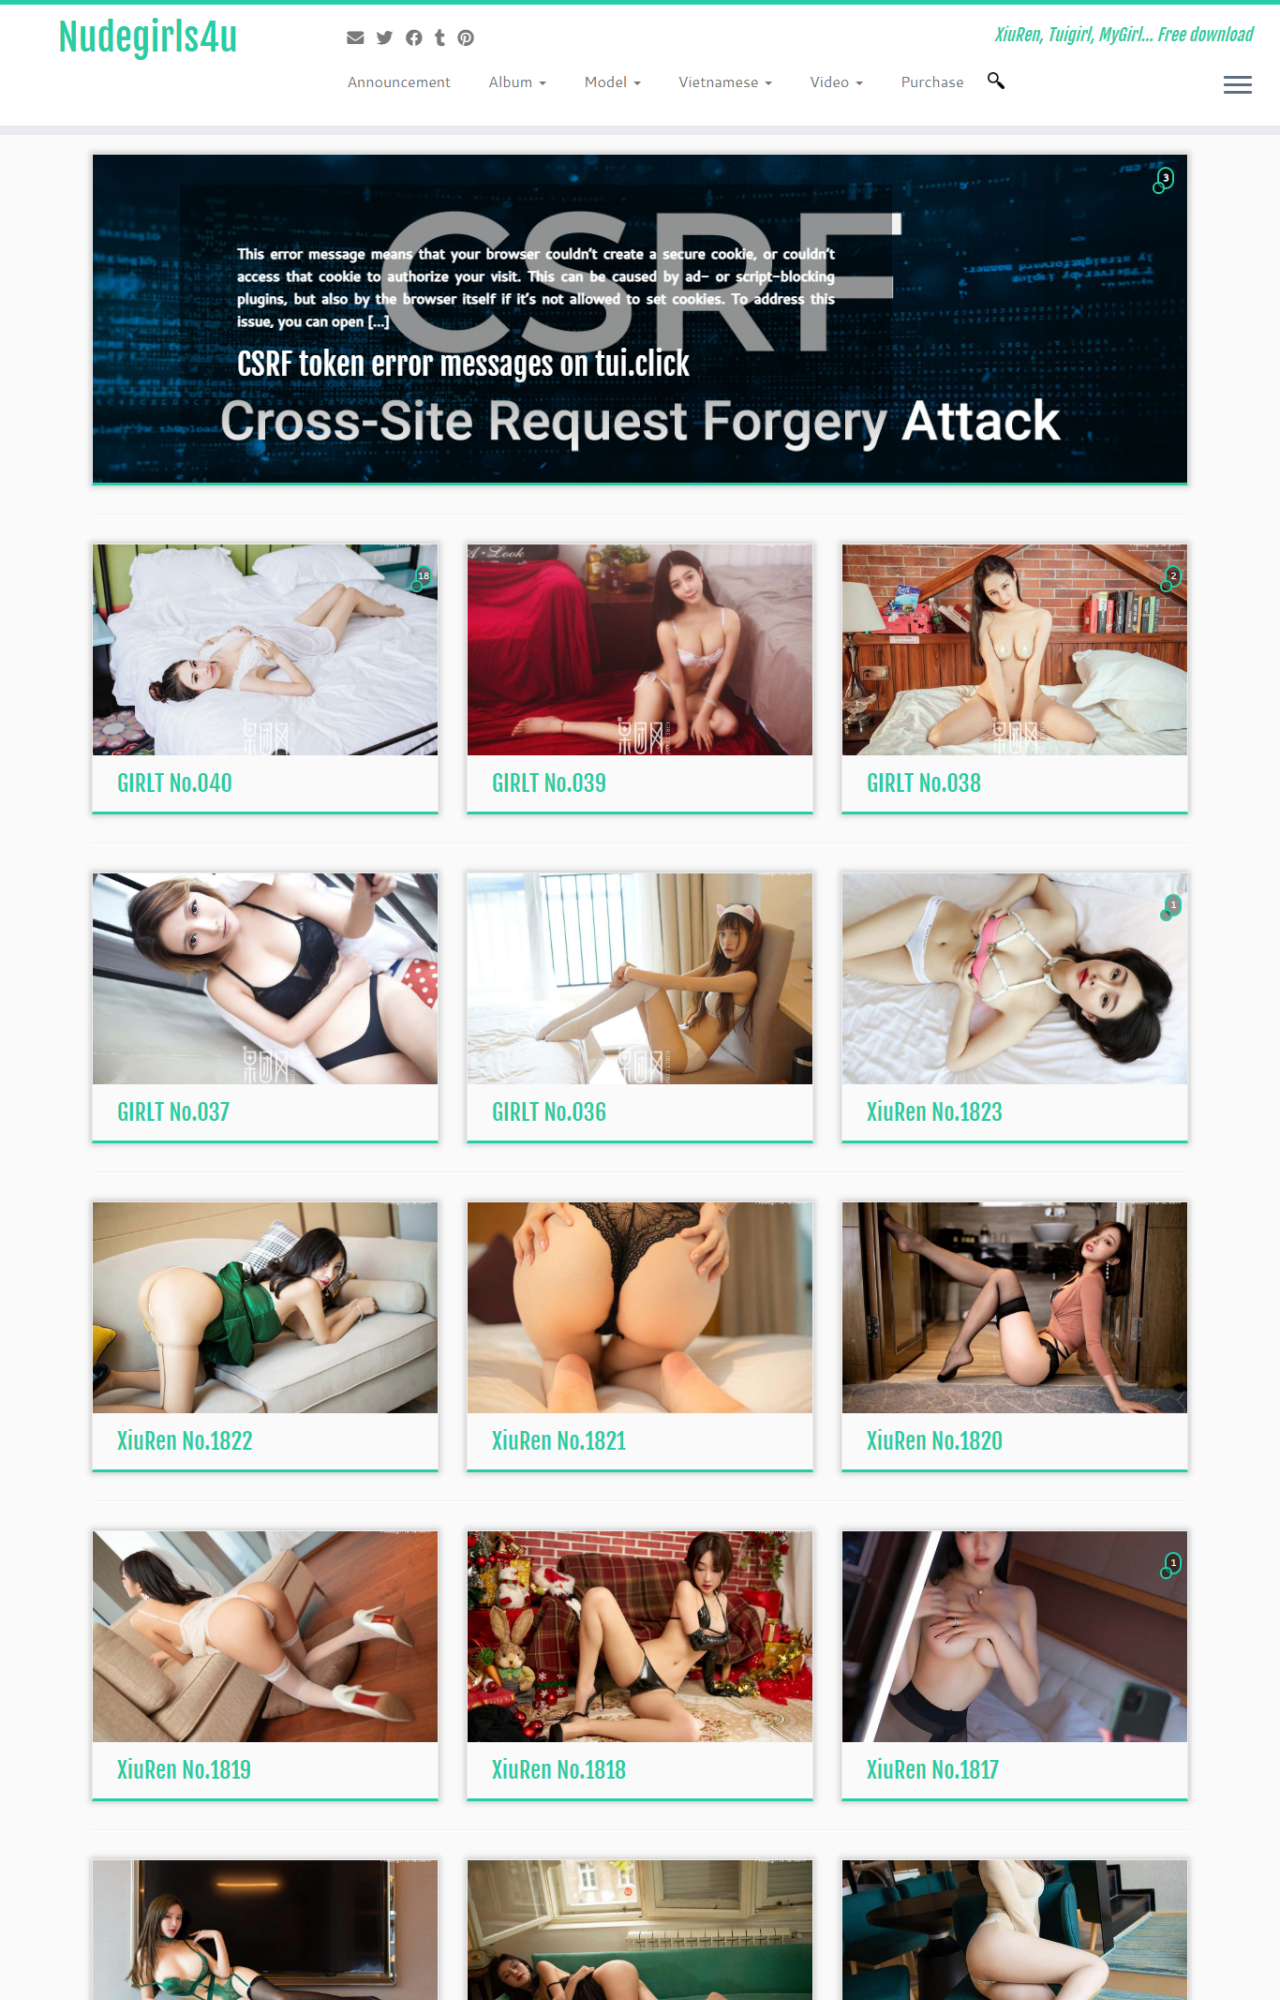 Nudegirls4u
XiuRen, Tuigirl, MyGirl... Free download
Announcement Album Model Vietnamese Video Purchase
3
CSRF
This error message means that your browser couldn't create a secure cookie, or couldn't
access that cookie to authorize your visit. This can be caused by ad- or script-blocking
plugins, but also by the browser itself if it's not allowed to set cookies. To address this
issue, you can open [...]
CSRF token error messages on tui.click
Cross-Site Request Forgery Attack
18
A·Look
2
GIRLT No.040
GIRLT No.039
GIRLT No.038
1
GIRLT No.037
GIRLT No.036
XiuRen No.1823
XiuRen No.1822
XiuRen No.1821
XiuRen No.1820
1
XiuRen No.1819
XiuRen No.1818
XiuRen No.1817